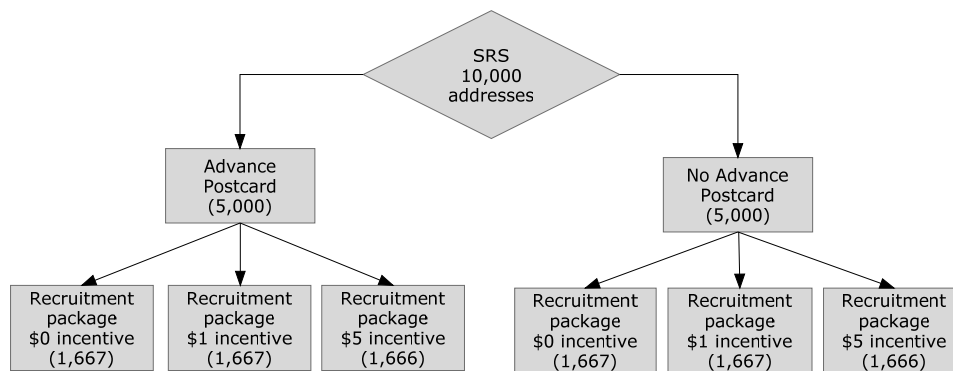 SRS
10,000
addresses
Advance
Postcard
(5,000)
No Advance
Postcard
(5,000)
Recruitment
package
$0 incentive
(1,667)
Recruitment
package
$1 incentive
(1,667)
Recruitment
package
$5 incentive
(1,666)
Recruitment
package
$0 incentive
(1,667)
Recruitment
package
$1 incentive
(1,667)
Recruitment
package
$5 incentive
(1,666)